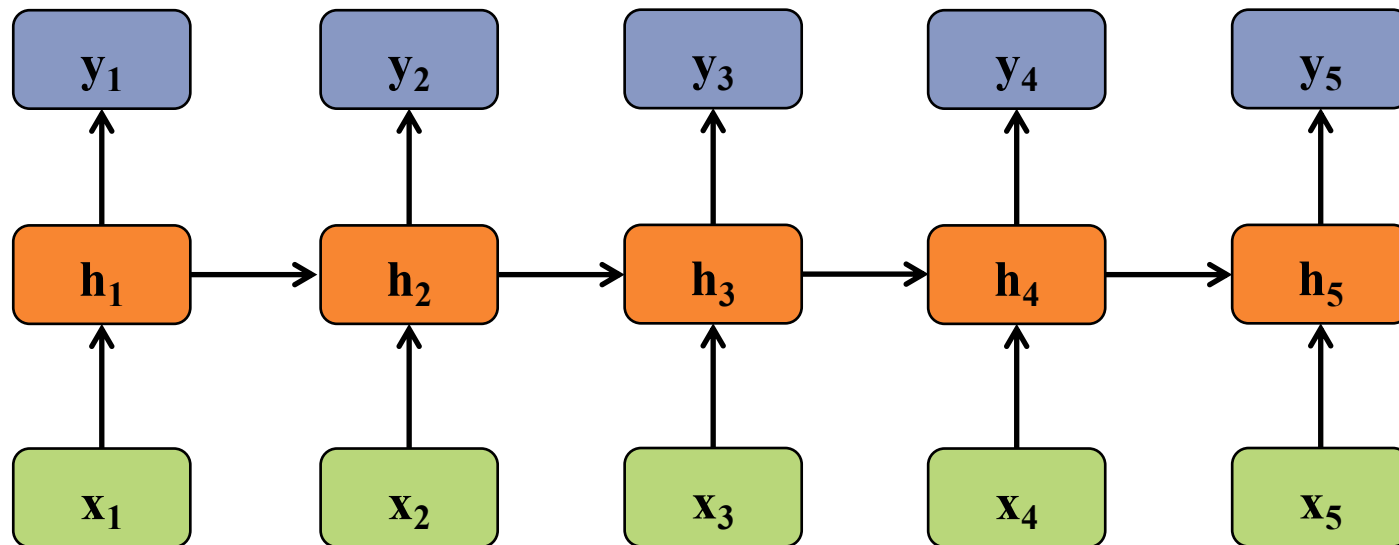 y₁ y₂ y₃ y₄ y₅
h₁ h₂ h₃ h₄ h₅
x₁ x₂ x₃ x₄ x₅